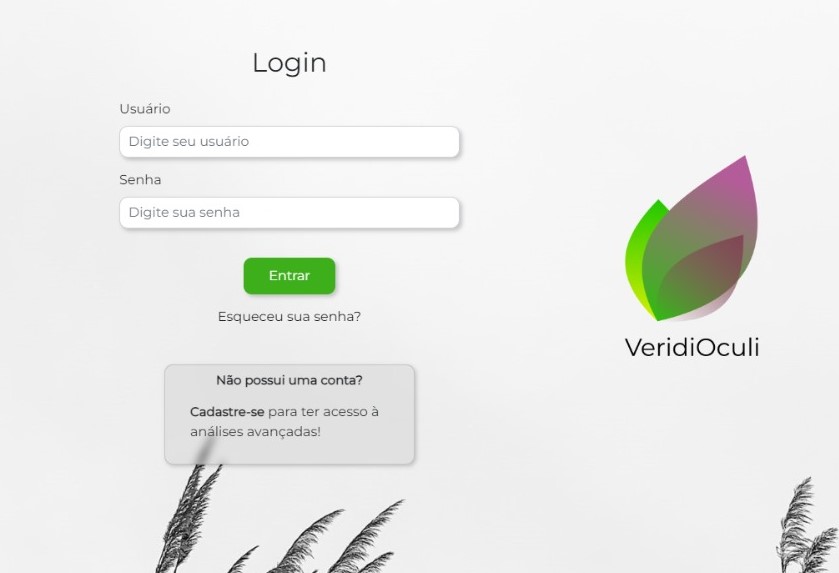 Login
Usuário
Digite seu usuário
Senha
Digite sua senha
Entrar
Esqueceu sua senha?
Não possui uma conta?
Cadastre-se para ter acesso à
análises avançadas!
VeridiOculi